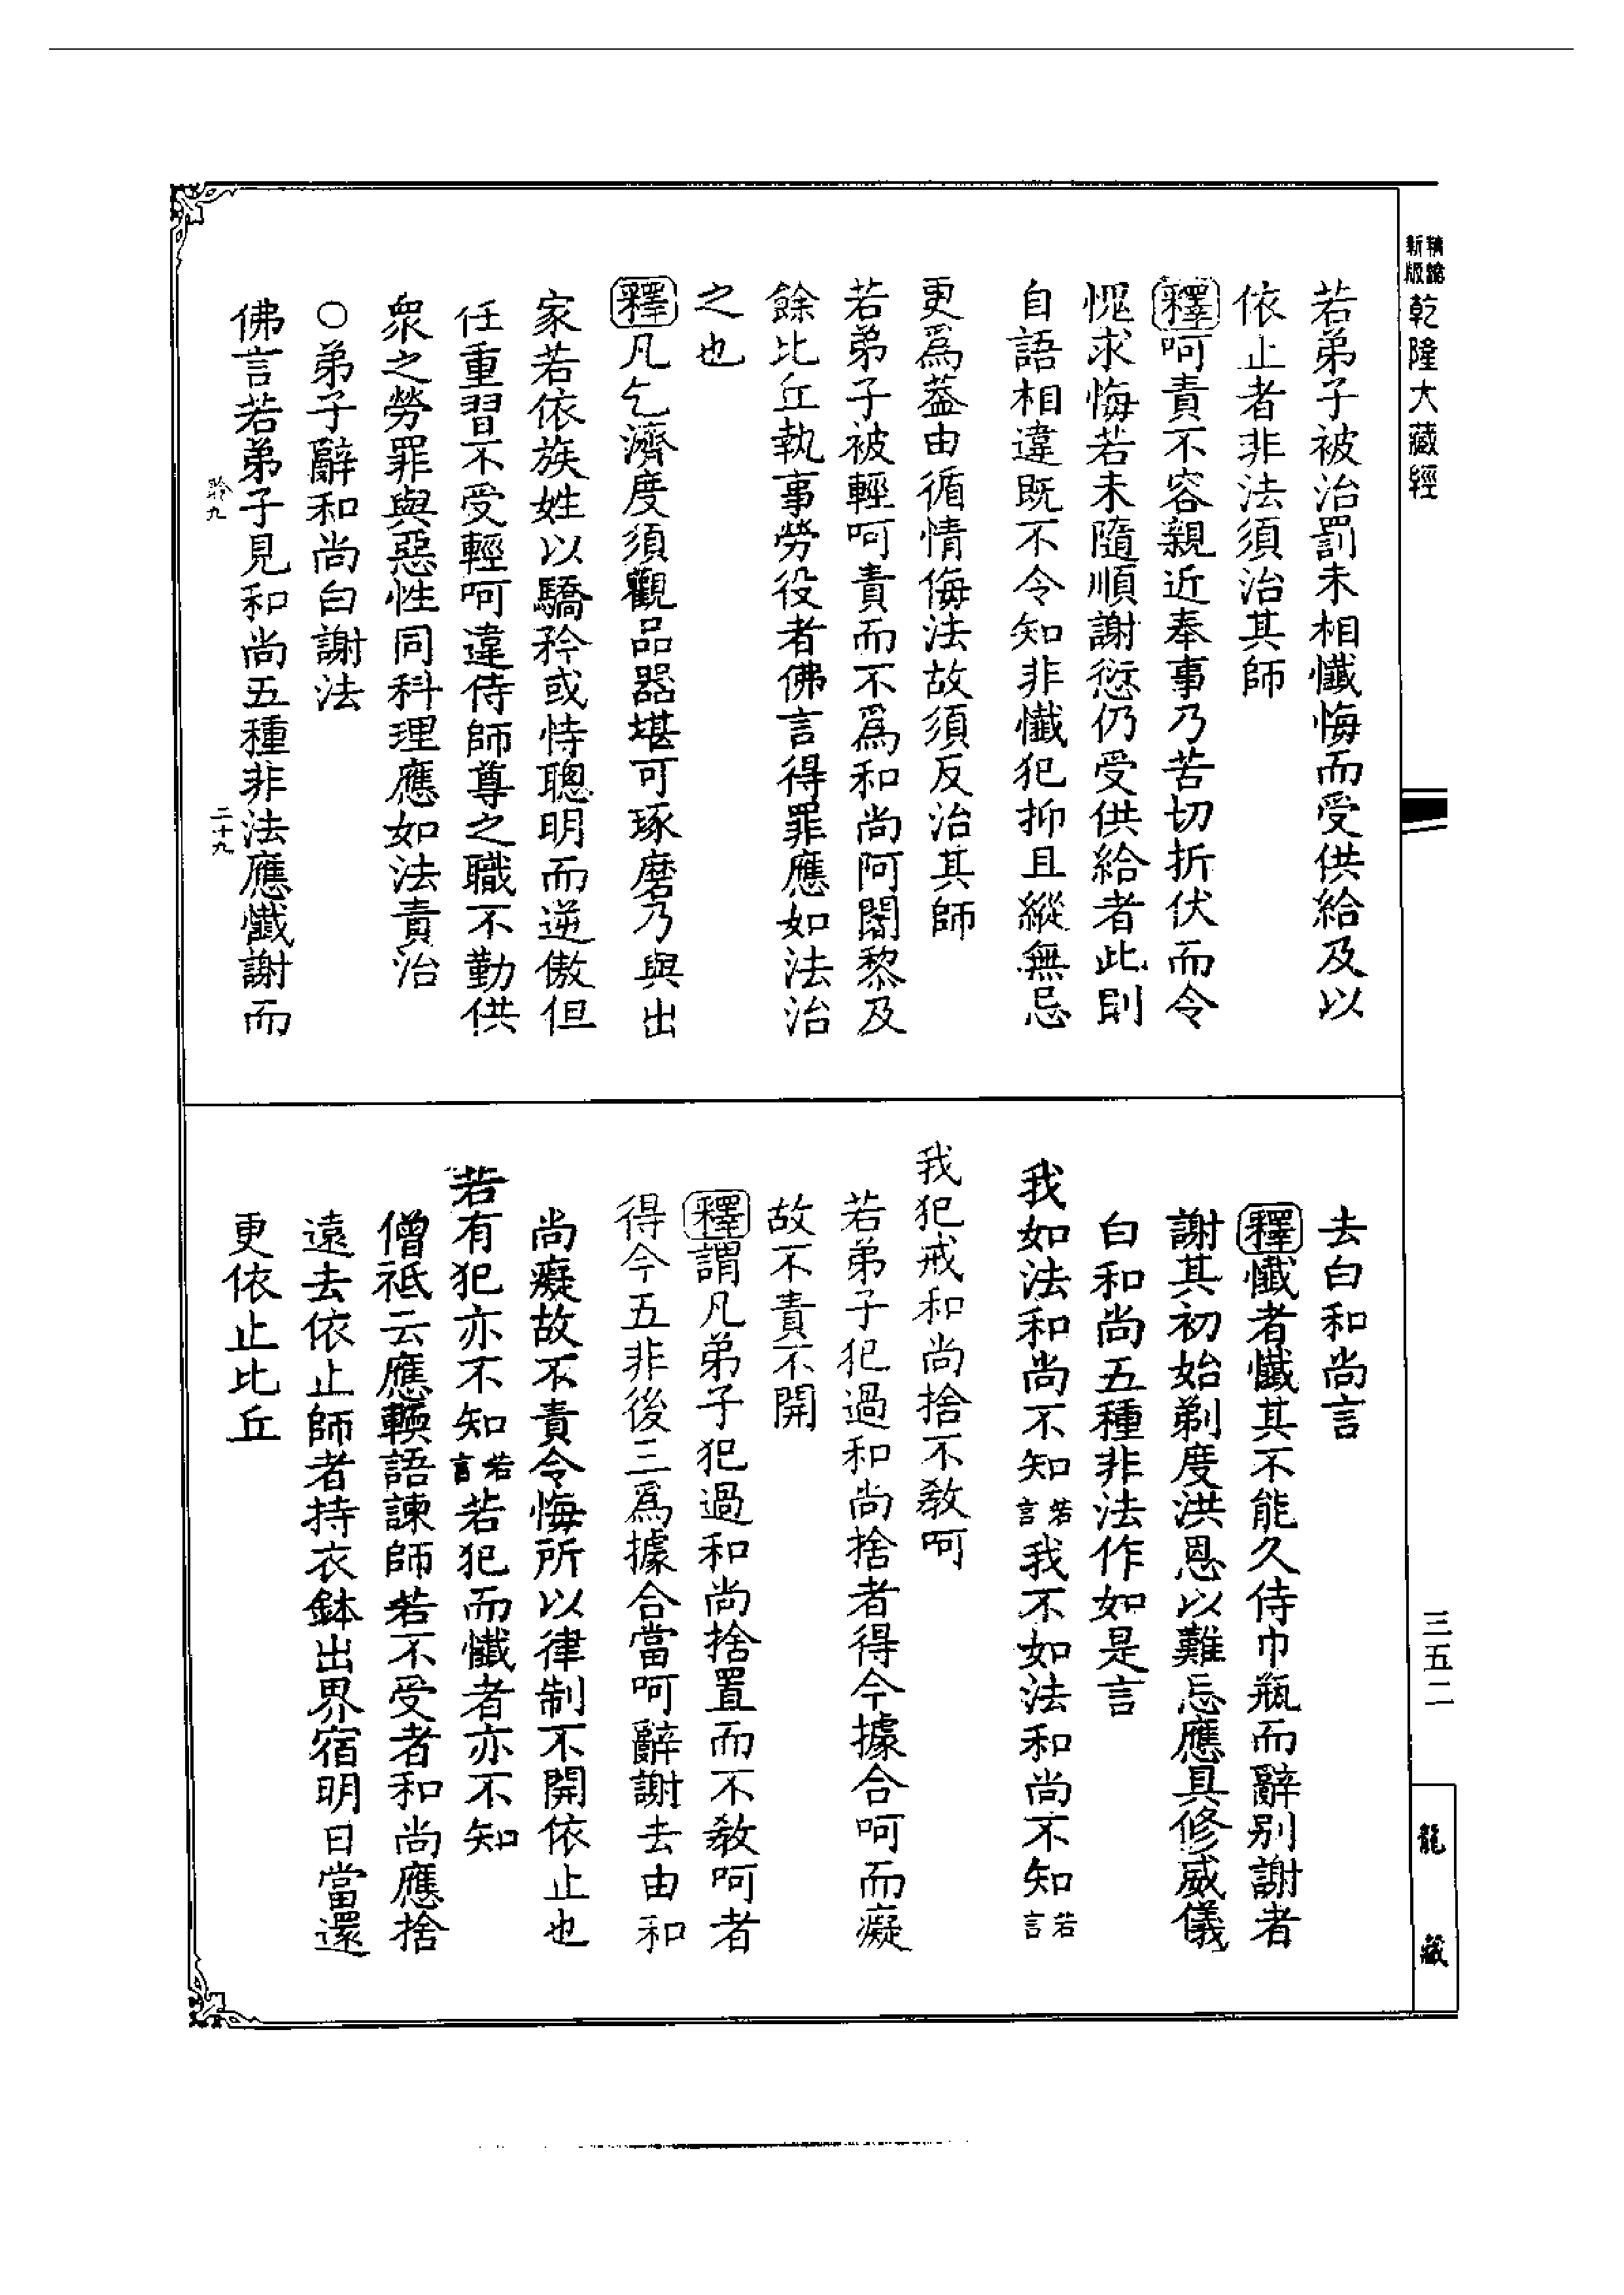 新版
精縮
乾隆大藏經
若弟子被治罰未相懺悔而受供給及以
依止者非法須治其師
釋呵責不容親近奉事乃苦切折伏而令
愧求悔若未隨順謝愆仍受供給者此則
自語相違既不令知非懺犯抑且縱無忌
更爲葢由循情侮法故須反治其師
若弟子被輕呵責而不爲和尚阿闍黎及
餘比丘執事勞役者佛言得罪應如法治
之也
釋凡乞濟度須觀品器堪可琢磨乃與出
家若依族姓以驕矜或恃聰明而逆傲但
任重習不受輕呵違侍師尊之職不勤供
衆之勞罪與惡性同科理應如法責治
○弟子辭和尚白謝法
佛言若弟子見和尚五種非法應懺謝而
聆九
二十九
去白和尚言
釋懺者懺其不能久侍巾瓶而辭别謝者
謝其初始剃度洪恩以難忘應具修威儀
白和尚五種非法作如是言
我如法和尚不知若言我不如法和尚不知若言
我犯戒和尚捨不敎呵
若弟子犯過和尚捨者得今據合呵而癡
故不責不開
釋謂凡弟子犯過和尚捨置而不敎呵者
得今五非後三爲據合當呵辭謝去由和
尚癡故不責令悔所以律制不開依止也
若有犯亦不知若言若犯而懺者亦不知
僧祇云應輭語諫師若不受者和尚應捨
遠去依止師者持衣鉢出界宿明日當還
更依止比丘
三五二
龍藏